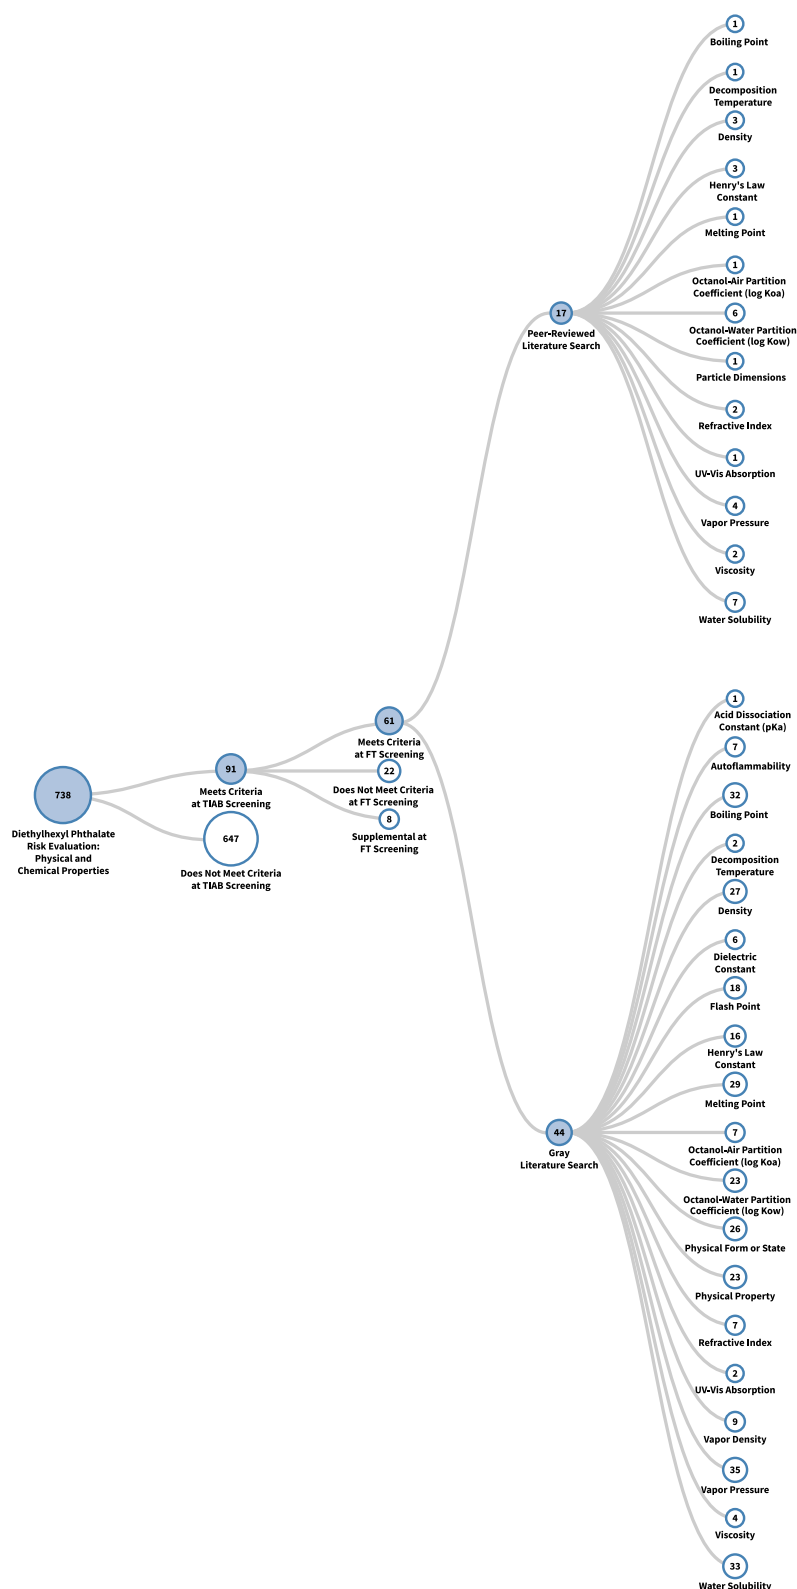 738
Diethylhexyl Phthalate
Risk Evaluation:
Physical and
Chemical Properties
91
Meets Criteria
at TIAB Screening
647
Does Not Meet Criteria
at TIAB Screening
61
Meets Criteria
at FT Screening
22
Does Not Meet Criteria
at FT Screening
8
Supplemental at
FT Screening
17
Peer-Reviewed
Literature Search
1
Boiling Point
1
Decomposition
Temperature
3
Density
3
Henry's Law
Constant
1
Melting Point
1
Octanol-Air Partition
Coefficient (log Koa)
6
Octanol-Water Partition
Coefficient (log Kow)
1
Particle Dimensions
2
Refractive Index
1
UV-Vis Absorption
4
Vapor Pressure
2
Viscosity
7
Water Solubility
44
Gray
Literature Search
1
Acid Dissociation
Constant (pKa)
7
Autoflammability
32
Boiling Point
2
Decomposition
Temperature
27
Density
6
Dielectric
Constant
18
Flash Point
16
Henry's Law
Constant
29
Melting Point
7
Octanol-Air Partition
Coefficient (log Koa)
23
Octanol-Water Partition
Coefficient (log Kow)
26
Physical Form or State
23
Physical Property
7
Refractive Index
2
UV-Vis Absorption
9
Vapor Density
35
Vapor Pressure
4
Viscosity
33
Water Solubility